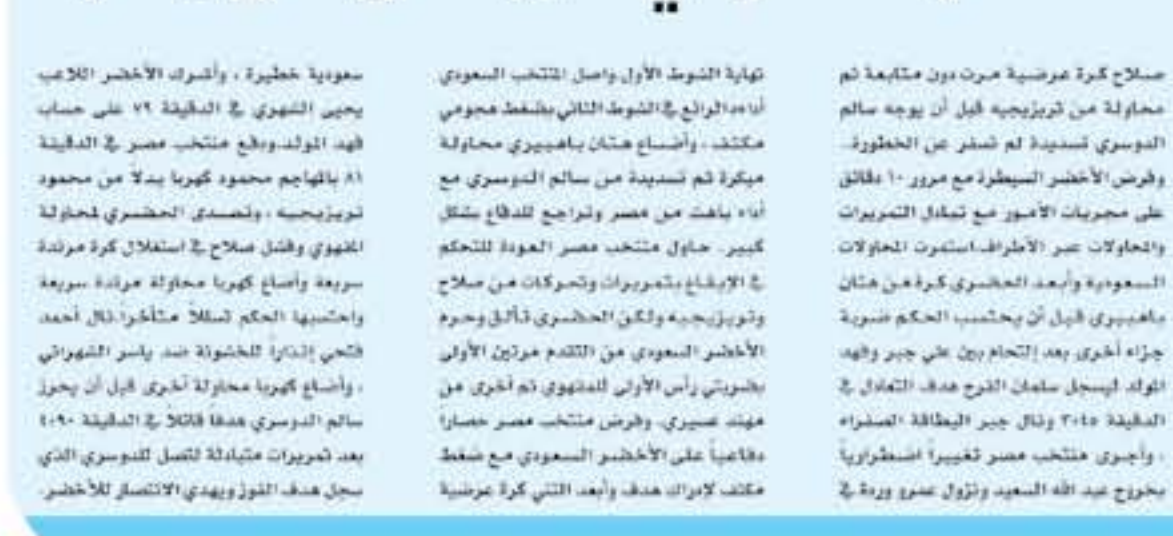 صلاح كرة عرضية مرت دون متابعة ثم
محاولة من تريزيجيه قبل أن يوجه سالم
الدوسري تسديدة لم تسفر عن الخطورة.
وفرض الأخضر السيطرة مع مرور ١٠ دقائق
على مجريات الأمور مع تبادل التمريرات
والمحاولات عبر الأطراف.استمرت المحاولات
السعودية وأبعد الحضرى كرة من هتان
باهبيرى قبل أن يحتسب الحكم ضربة
جزاء أخرى بعد إلتحام بين علي جبر وفهد
المولد ليسجل سلمان الفرج هدف التعادل في
الدقيقة ٤٥+٣ ونال جبر البطاقة الصفراء
، وأجرى منتخب مصر تغييراً اضطرارياً
بخروج عبد الله السعيد ونزول عمرو وردة في
نهاية الشوط الأول.واصل المنتخب السعودي
أداءه الرائع في الشوط الثاني بضغط هجومي
مكثف ، وأضاع هتان باهبيري محاولة
مبكرة ثم تسديدة من سالم الدوسري مع
أداء باهت من مصر وتراجع للدفاع بشكل
كبير. حاول منتخب مصر العودة للتحكم
في الإيقاع بتمريرات وتحركات من صلاح
وتريزيجيه ولكن الحضرى تألق وحرم
الأخضر السعودى من التقدم مرتين الأولى
بضربتي رأس الأولى للمقهوى ثم أخرى من
مهند عسيري. وفرض منتخب مصر حصارا
دفاعياً على الأخضر السعودي مع ضغط
مكثف لإدراك هدف وأبعد النني كرة عرضية
سعودية خطيرة ، وأشرك الأخضر اللاعب
يحيى الشهري في الدقيقة ٧٩ على حساب
فهد المولد.ودفع منتخب مصر في الدقيقة
٨١ بالمهاجم محمود كهربا بدلاً من محمود
تريزيجيه ، وتصدى الحضري لمحاولة
المقهوي وفشل صلاح في استغلال كرة مرتدة
سريعة وأضاع كهربا محاولة مرتدة سريعة
واحتسبها الحكم تسللاً متأخرا.نال أحمد
فتحي إنذاراً للخشونة ضد ياسر الشهراني
، وأضاع كهربا محاولة أخرى قبل أن يحرز
سالم الدوسري هدفا قاتلاً في الدقيقة ٩٠+٤
بعد تمريرات متبادلة لتصل للدوسري الذي
سجل هدف الفوز ويهدي الانتصار للأخضر.